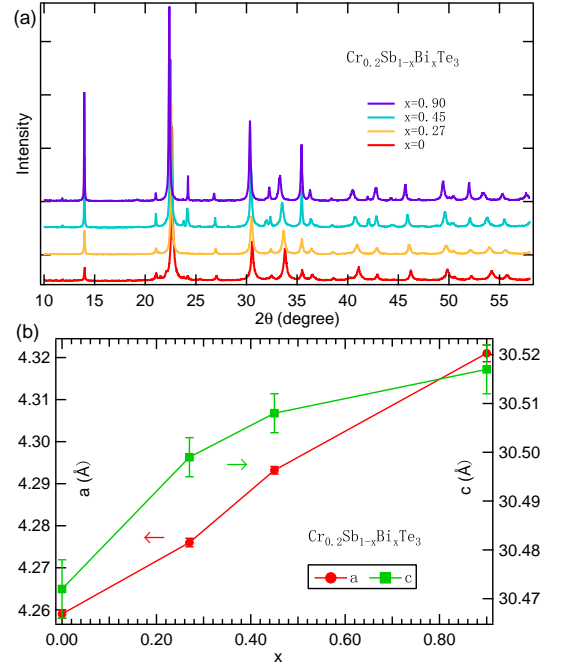 (a)
Cr₀.₂Sb₁₋ₓBiₓTe₃
x=0.90
x=0.45
x=0.27
x=0
Intensity
10 15 20 25 30 35 40 45 50 55
2θ (degree)
(b)
4.32
4.31
4.30
4.29
4.28
4.27
4.26
a (Å)
30.52
30.51
30.50
30.49
30.48
30.47
c (Å)
Cr₀.₂Sb₁₋ₓBiₓTe₃
a c
0.00 0.20 0.40 0.60 0.80
x